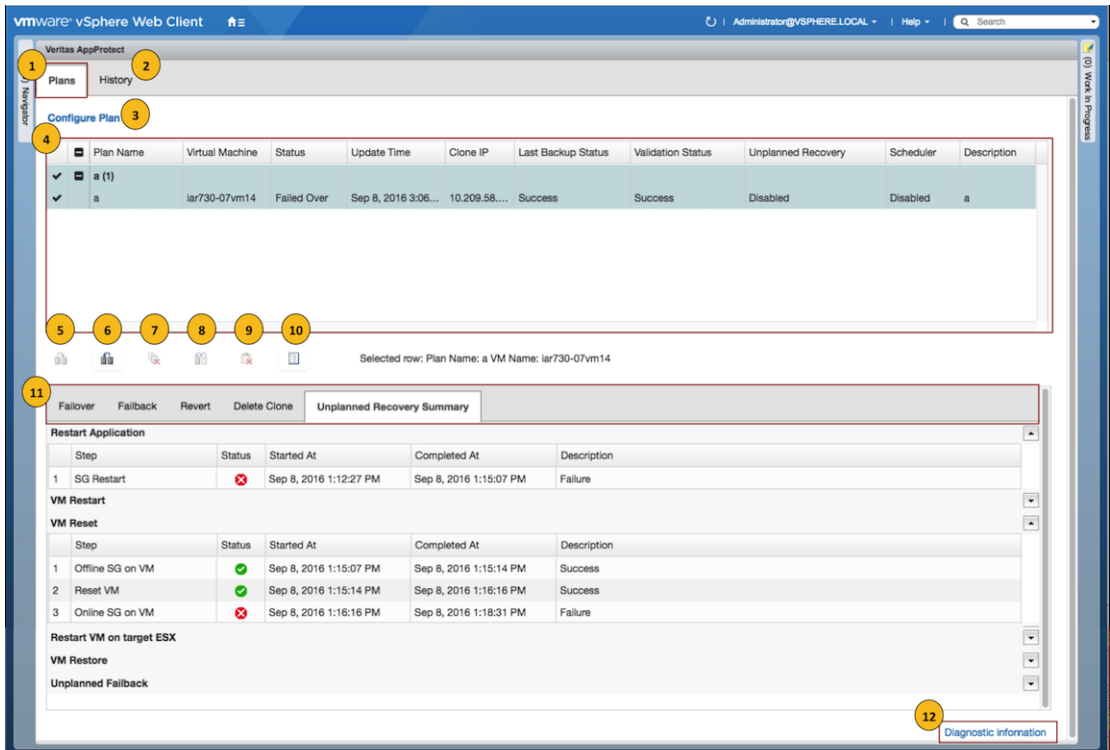 vmware® vSphere Web Client
Administrator@VSPHERE.LOCAL
Help
Search
Veritas AppProtect
1
2
Plans
History
Navigator
(0) Work In Progress
Configure Plan
3
4
Plan Name Virtual Machine Status Update Time Clone IP Last Backup Status Validation Status Unplanned Recovery Scheduler Description
a (1)
a iar730-07vm14 Failed Over Sep 8, 2016 3:06... 10.209.58.... Success Success Disabled Disabled a
5 6 7 8 9 10
Selected row: Plan Name: a VM Name: iar730-07vm14
11
Failover Failback Revert Delete Clone Unplanned Recovery Summary
Restart Application
Step Status Started At Completed At Description
1 SG Restart Sep 8, 2016 1:12:27 PM Sep 8, 2016 1:15:07 PM Failure
VM Restart
VM Reset
Step Status Started At Completed At Description
1 Offline SG on VM Sep 8, 2016 1:15:07 PM Sep 8, 2016 1:15:14 PM Success
2 Reset VM Sep 8, 2016 1:15:14 PM Sep 8, 2016 1:16:16 PM Success
3 Online SG on VM Sep 8, 2016 1:16:16 PM Sep 8, 2016 1:18:31 PM Failure
Restart VM on target ESX
VM Restore
Unplanned Failback
12
Diagnostic information